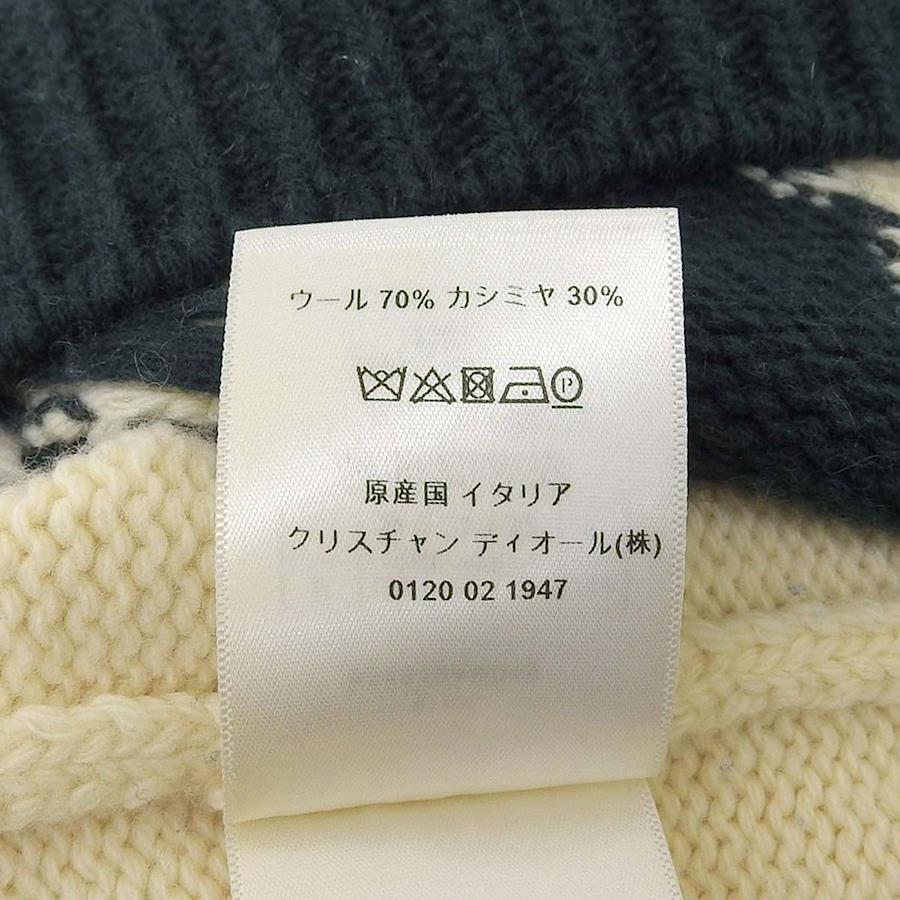 ウール 70% カシミヤ 30%
P
原産国 イタリア
クリスチャン ディオール(株)
0120 02 1947